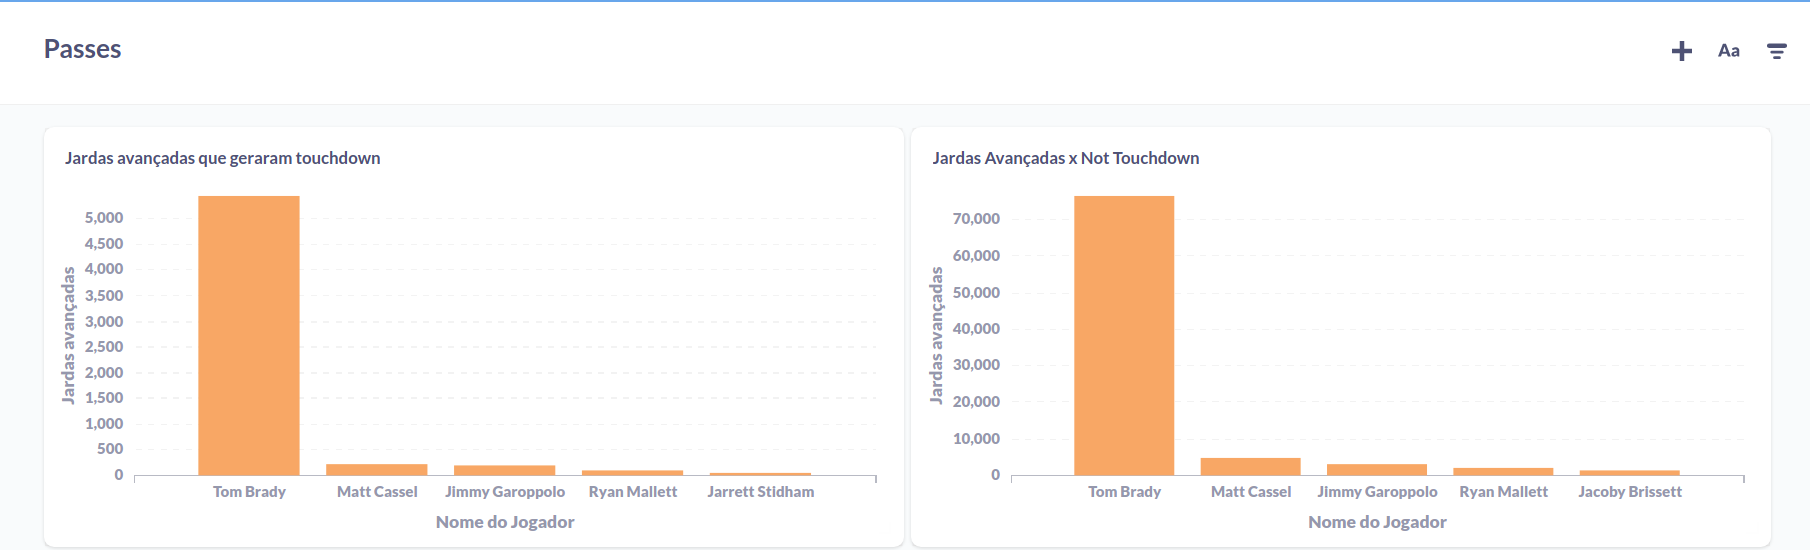 Passes
Aa
Jardas avançadas que geraram touchdown
5,000
4,500
4,000
3,500
3,000
2,500
2,000
1,500
1,000
500
0
Jardas avançadas
Tom Brady
Matt Cassel
Jimmy Garoppolo
Ryan Mallett
Jarrett Stidham
Nome do Jogador
Jardas Avançadas x Not Touchdown
70,000
60,000
50,000
40,000
30,000
20,000
10,000
0
Jardas avançadas
Tom Brady
Matt Cassel
Jimmy Garoppolo
Ryan Mallett
Jacoby Brissett
Nome do Jogador